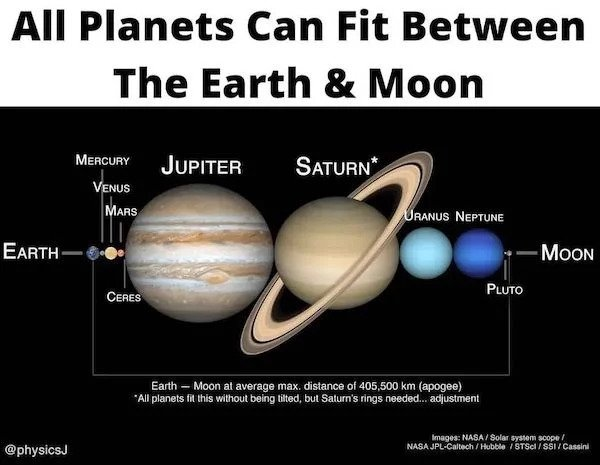 All Planets Can Fit Between
The Earth & Moon
MERCURY
JUPITER
SATURN*
VENUS
MARS
URANUS NEPTUNE
EARTH
MOON
CERES
PLUTO
Earth — Moon at average max. distance of 405,500 km (apogee)
*All planets fit this without being tilted, but Saturn's rings needed... adjustment
Images: NASA / Solar system scope /
NASA JPL-Caltech / Hubble / STScI / SSI / Cassini
@physicsJ